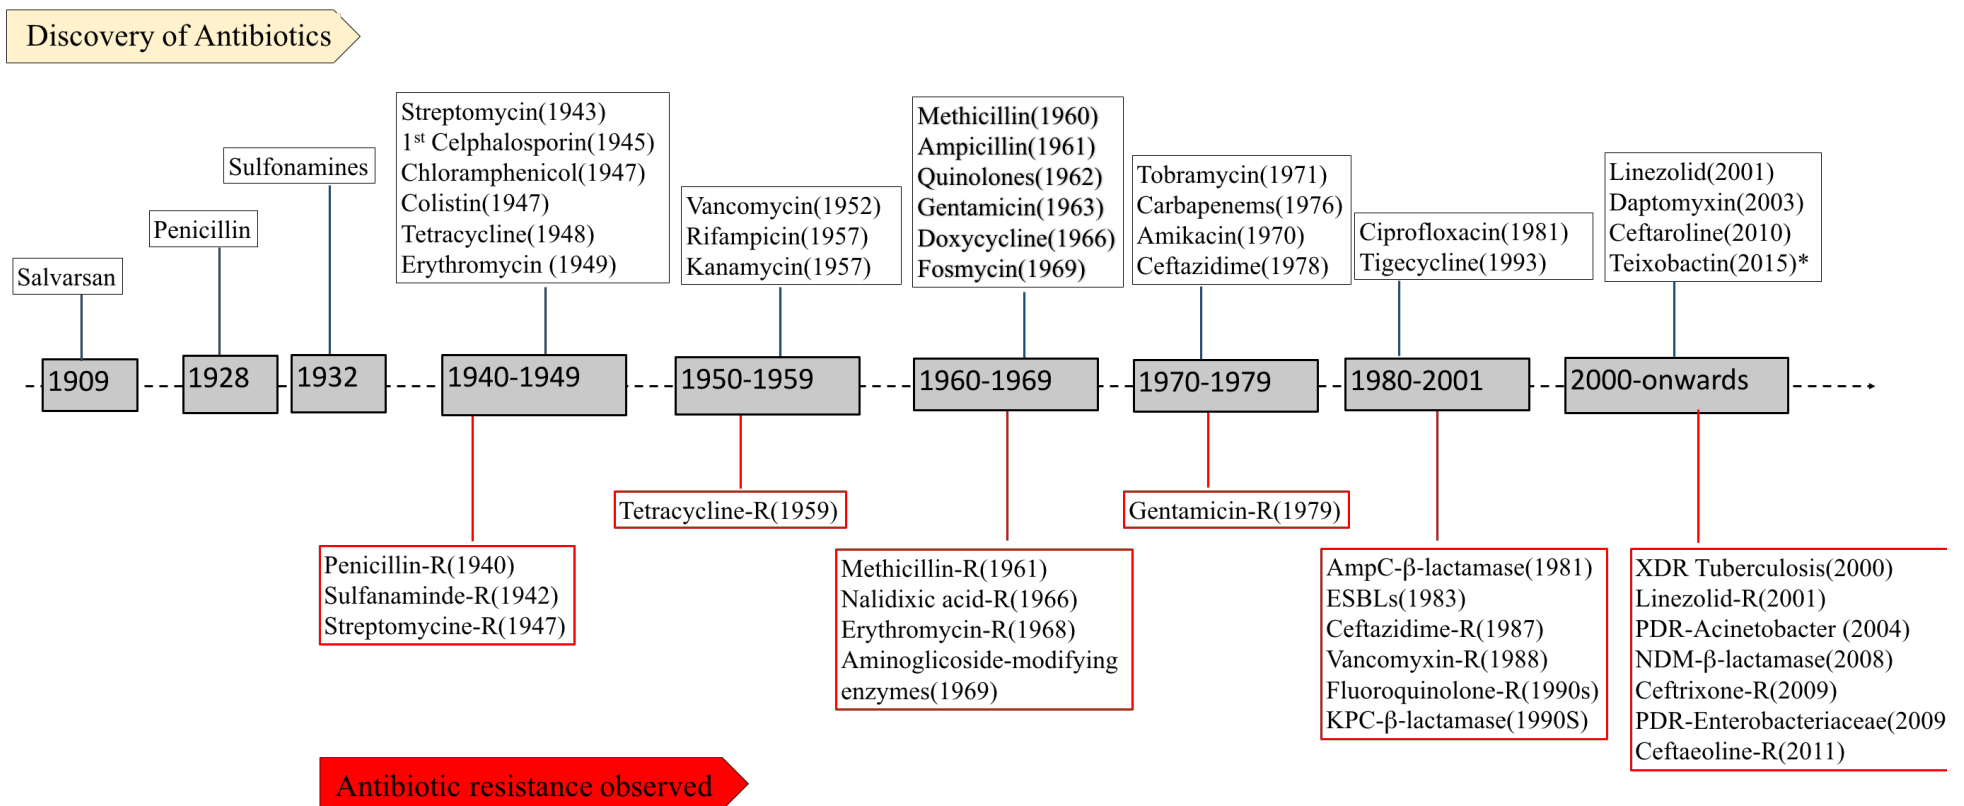 Discovery of Antibiotics
Salvarsan
Penicillin
Sulfonamines
Streptomycin(1943)
1st Celphalosporin(1945)
Chloramphenicol(1947)
Colistin(1947)
Tetracycline(1948)
Erythromycin (1949)
Vancomycin(1952)
Rifampicin(1957)
Kanamycin(1957)
Methicillin(1960)
Ampicillin(1961)
Quinolones(1962)
Gentamicin(1963)
Doxycycline(1966)
Fosmycin(1969)
Tobramycin(1971)
Carbapenems(1976)
Amikacin(1970)
Ceftazidime(1978)
Ciprofloxacin(1981)
Tigecycline(1993)
Linezolid(2001)
Daptomyxin(2003)
Ceftaroline(2010)
Teixobactin(2015)*
1909
1928
1932
1940-1949
1950-1959
1960-1969
1970-1979
1980-2001
2000-onwards
Penicillin-R(1940)
Sulfanaminde-R(1942)
Streptomycine-R(1947)
Tetracycline-R(1959)
Methicillin-R(1961)
Nalidixic acid-R(1966)
Erythromycin-R(1968)
Aminoglicoside-modifying
enzymes(1969)
Gentamicin-R(1979)
AmpC-β-lactamase(1981)
ESBLs(1983)
Ceftazidime-R(1987)
Vancomyxin-R(1988)
Fluoroquinolone-R(1990s)
KPC-β-lactamase(1990S)
XDR Tuberculosis(2000)
Linezolid-R(2001)
PDR-Acinetobacter (2004)
NDM-β-lactamase(2008)
Ceftrixone-R(2009)
PDR-Enterobacteriaceae(2009
Ceftaeoline-R(2011)
Antibiotic resistance observed